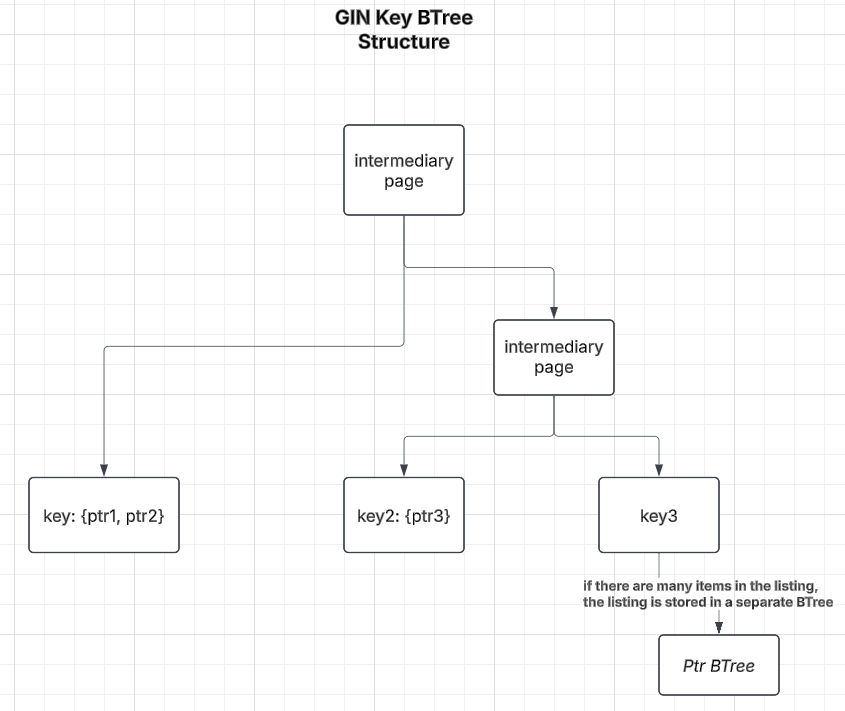 GIN Key BTree
Structure
intermediary
page
intermediary
page
key: {ptr1, ptr2}
key2: {ptr3}
key3
if there are many items in the listing,
the listing is stored in a separate BTree
Ptr BTree